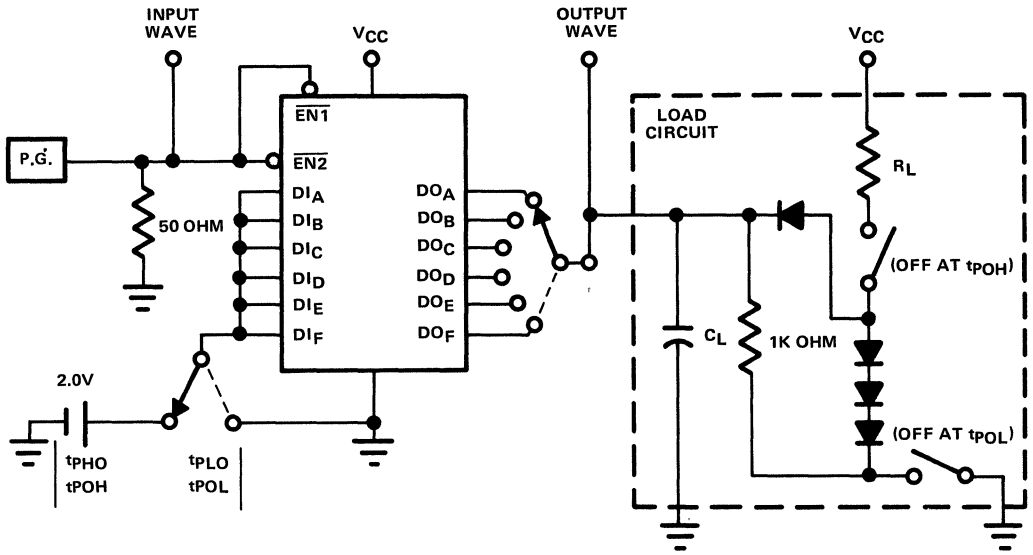 INPUT
WAVE
VCC
OUTPUT
WAVE
VCC
LOAD
CIRCUIT
EN1
P.G.
EN2
RL
50 OHM
DIA
DIB
DIC
DID
DIE
DIF
DOA
DOB
DOC
DOD
DOE
DOF
(OFF AT tPOH)
CL
1K OHM
2.0V
(OFF AT tPOL)
tPHO
tPOH
tPLO
tPOL